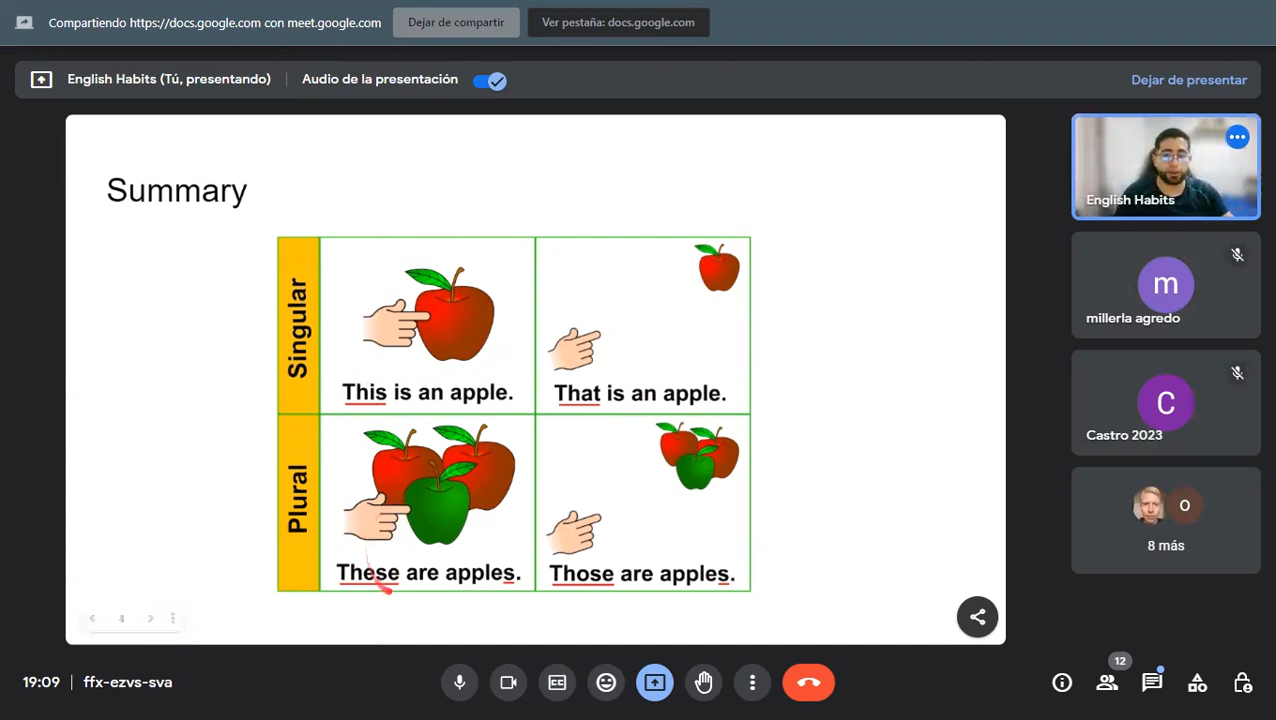 Compartiendo https://docs.google.com con meet.google.com
Dejar de compartir
Ver pestaña: docs.google.com
English Habits (Tú, presentando)
Audio de la presentación
Dejar de presentar
Summary
Singular
This is an apple.
That is an apple.
Plural
These are apples.
Those are apples.
4
English Habits
m
millerla agredo
C
Castro 2023
O
8 más
19:09
ffx-ezvs-sva
12